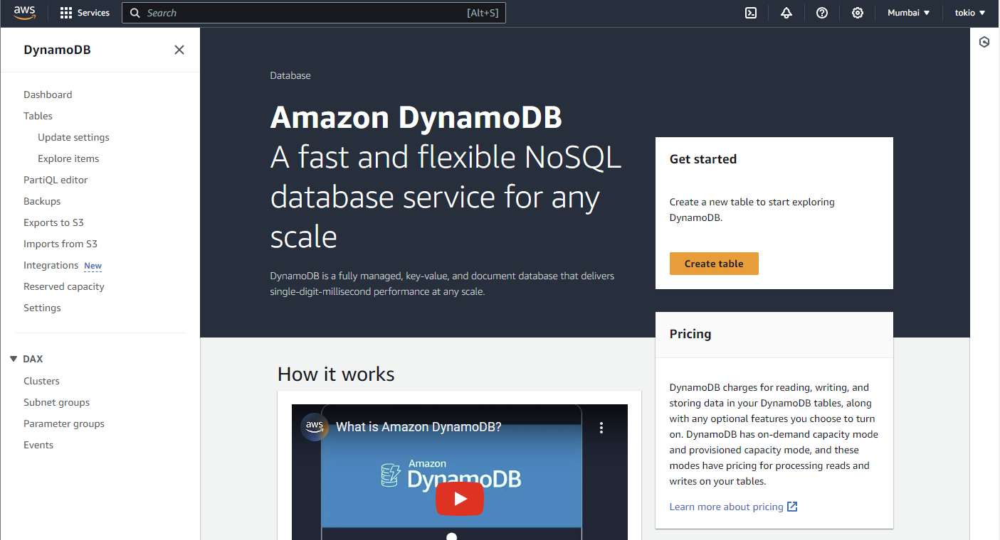 aws
Services
Search
[Alt+S]
Mumbai
tokio
DynamoDB
Dashboard
Tables
Update settings
Explore items
PartiQL editor
Backups
Exports to S3
Imports from S3
Integrations New
Reserved capacity
Settings
DAX
Clusters
Subnet groups
Parameter groups
Events
Database
Amazon DynamoDB
A fast and flexible NoSQL
database service for any
scale
DynamoDB is a fully managed, key-value, and document database that delivers
single-digit-millisecond performance at any scale.
Get started
Create a new table to start exploring
DynamoDB.
Create table
Pricing
DynamoDB charges for reading, writing, and
storing data in your DynamoDB tables, along
with any optional features you choose to turn
on. DynamoDB has on-demand capacity mode
and provisioned capacity mode, and these
modes have pricing for processing reads and
writes on your tables.
Learn more about pricing
How it works
aws
What is Amazon DynamoDB?
Amazon
DynamoDB